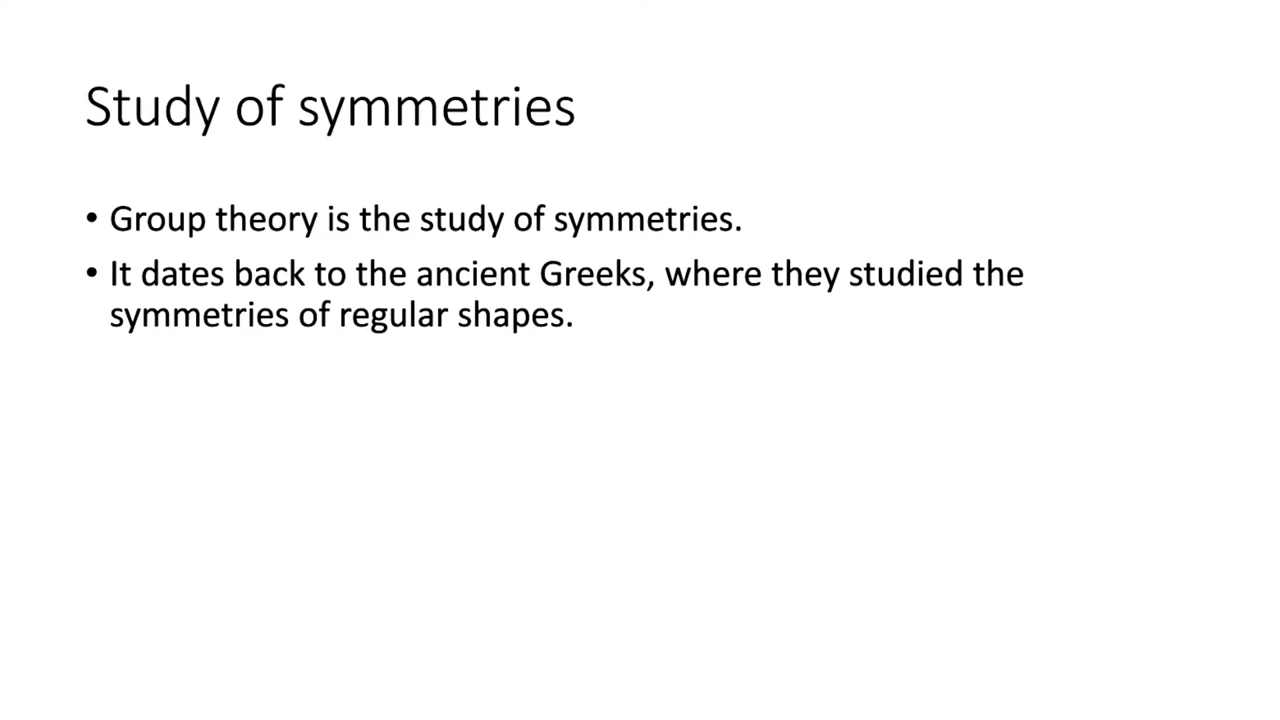 Study of symmetries
• Group theory is the study of symmetries.
• It dates back to the ancient Greeks, where they studied the
symmetries of regular shapes.